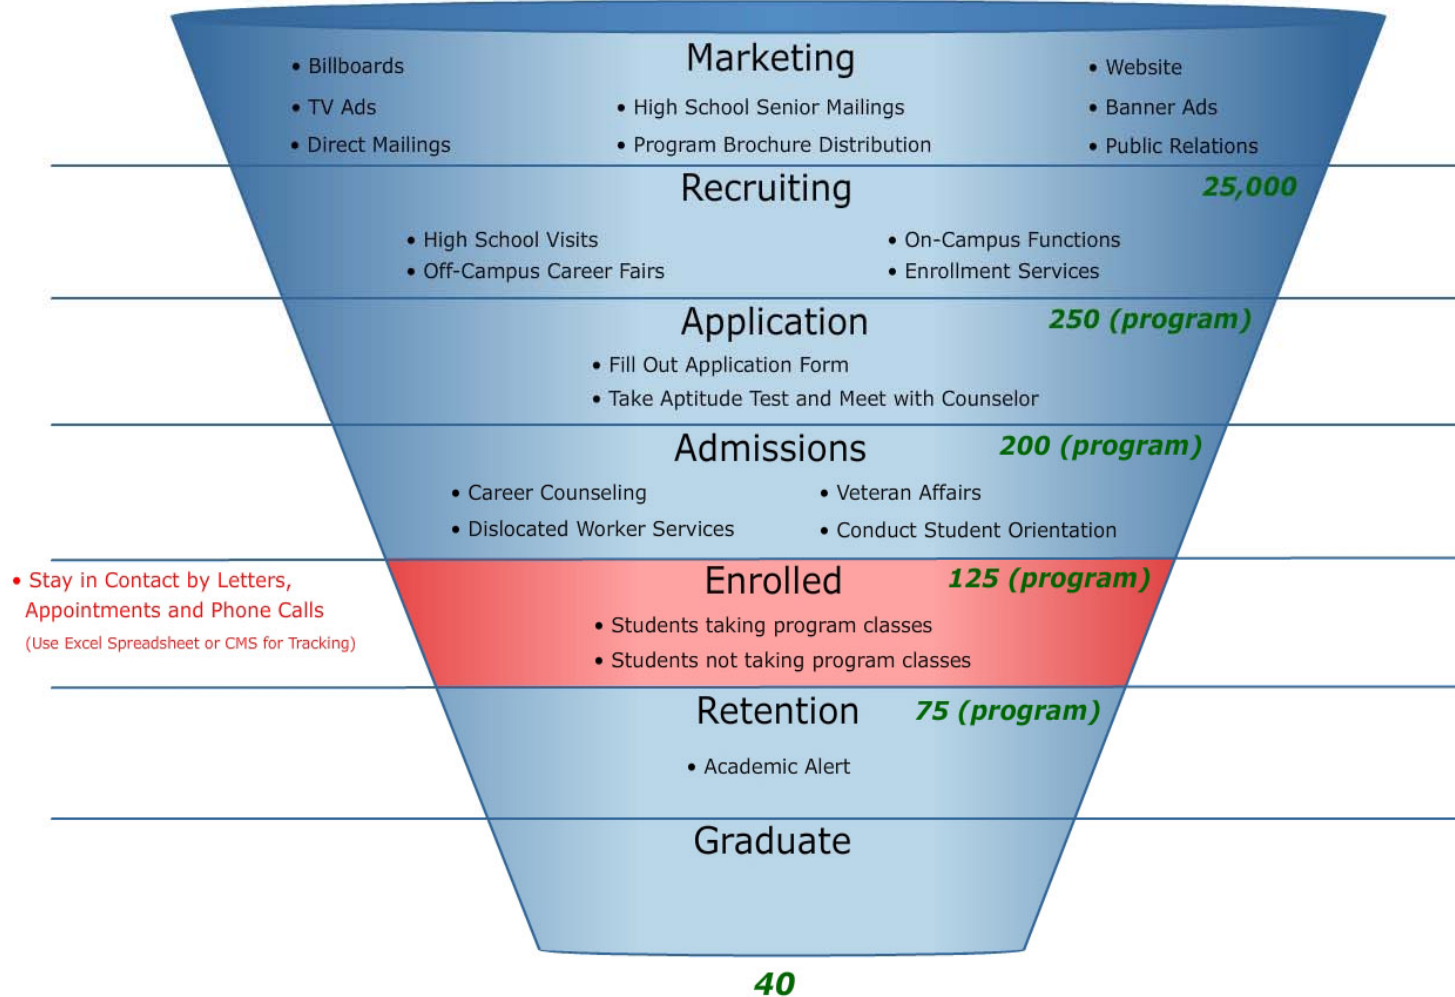 Marketing
• Billboards
• TV Ads
• Direct Mailings
• High School Senior Mailings
• Program Brochure Distribution
• Website
• Banner Ads
• Public Relations
Recruiting
25,000
• High School Visits
• Off-Campus Career Fairs
• On-Campus Functions
• Enrollment Services
Application
250 (program)
• Fill Out Application Form
• Take Aptitude Test and Meet with Counselor
Admissions
200 (program)
• Career Counseling
• Dislocated Worker Services
• Veteran Affairs
• Conduct Student Orientation
• Stay in Contact by Letters,
Appointments and Phone Calls
(Use Excel Spreadsheet or CMS for Tracking)
Enrolled
125 (program)
• Students taking program classes
• Students not taking program classes
Retention
75 (program)
• Academic Alert
Graduate
40